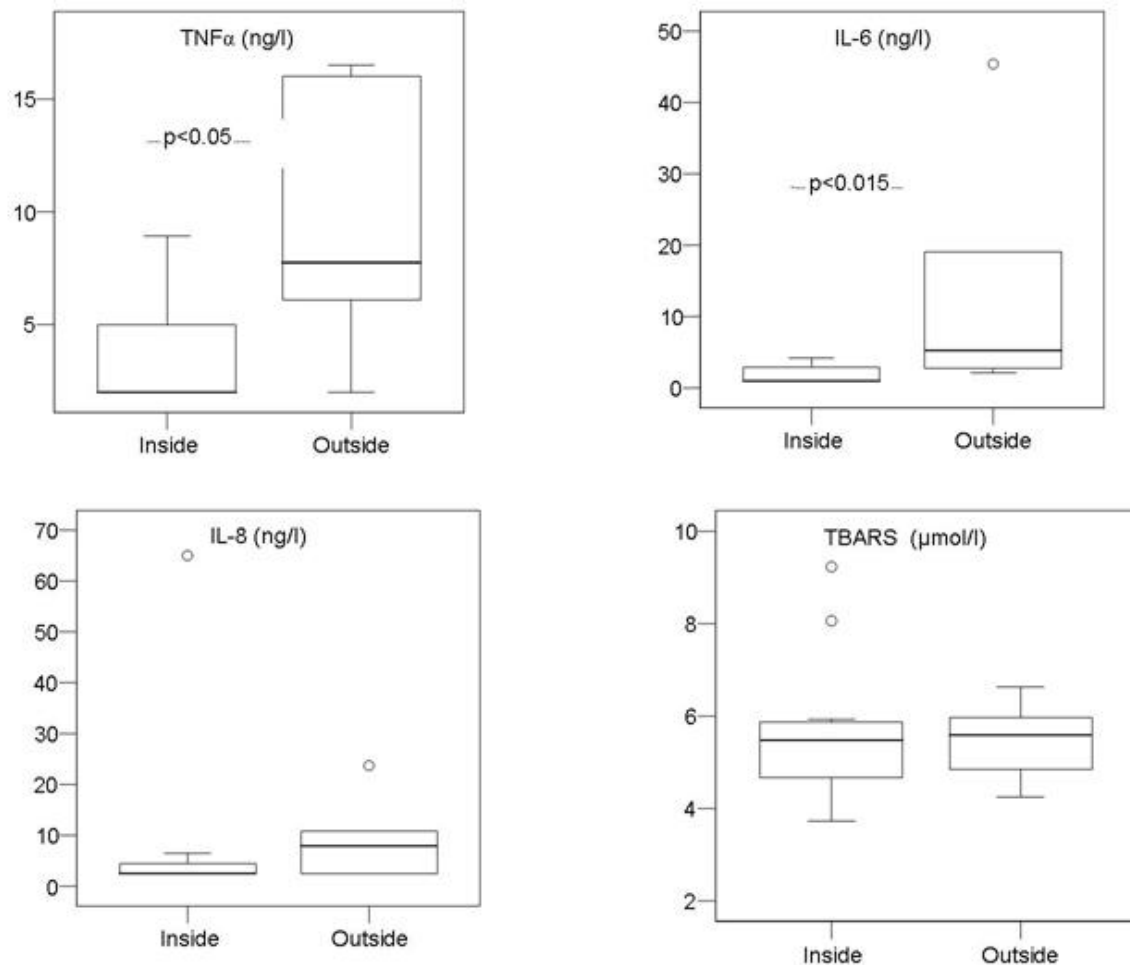 TNFα (ng/l)
15
p<0.05
10
5
Inside Outside
IL-6 (ng/l)
50
40
30
p<0.015
20
10
0
Inside Outside
IL-8 (ng/l)
70
60
50
40
30
20
10
0
Inside Outside
TBARS (µmol/l)
10
8
6
4
2
Inside Outside